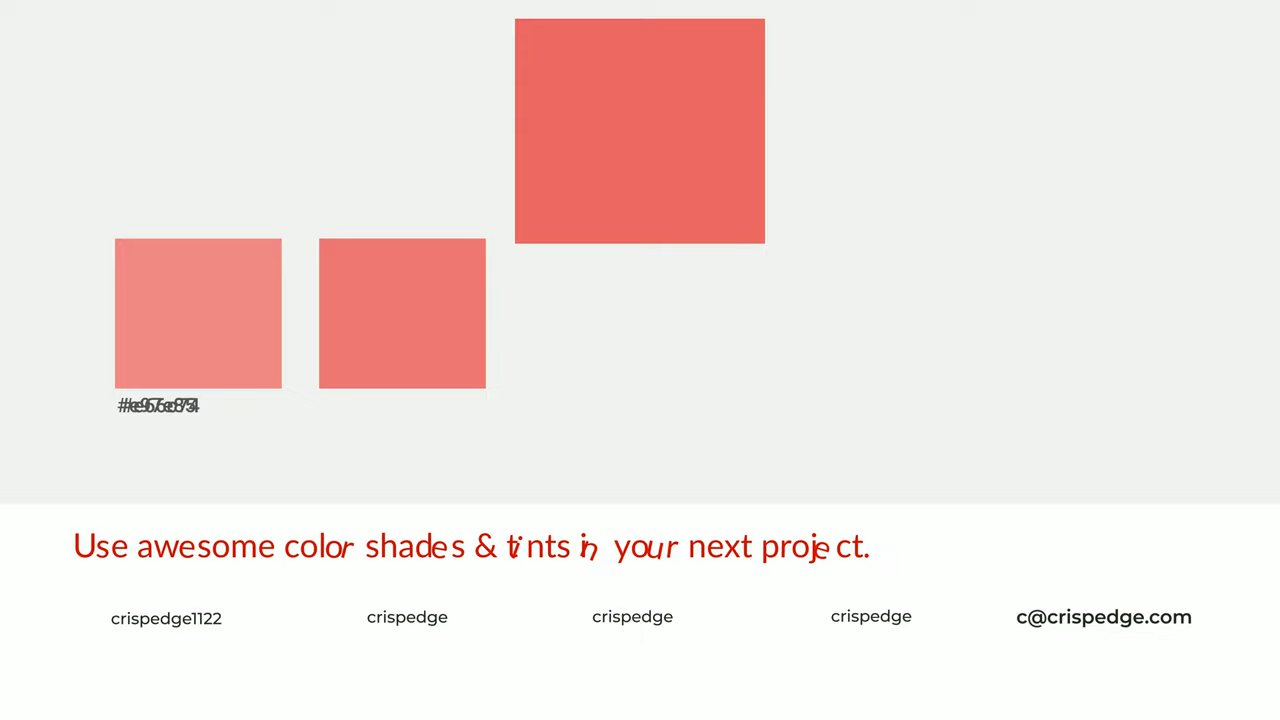 Use awesome color shades & tints in your next project.
crispedge1122 crispedge crispedge crispedge c@crispedge.com